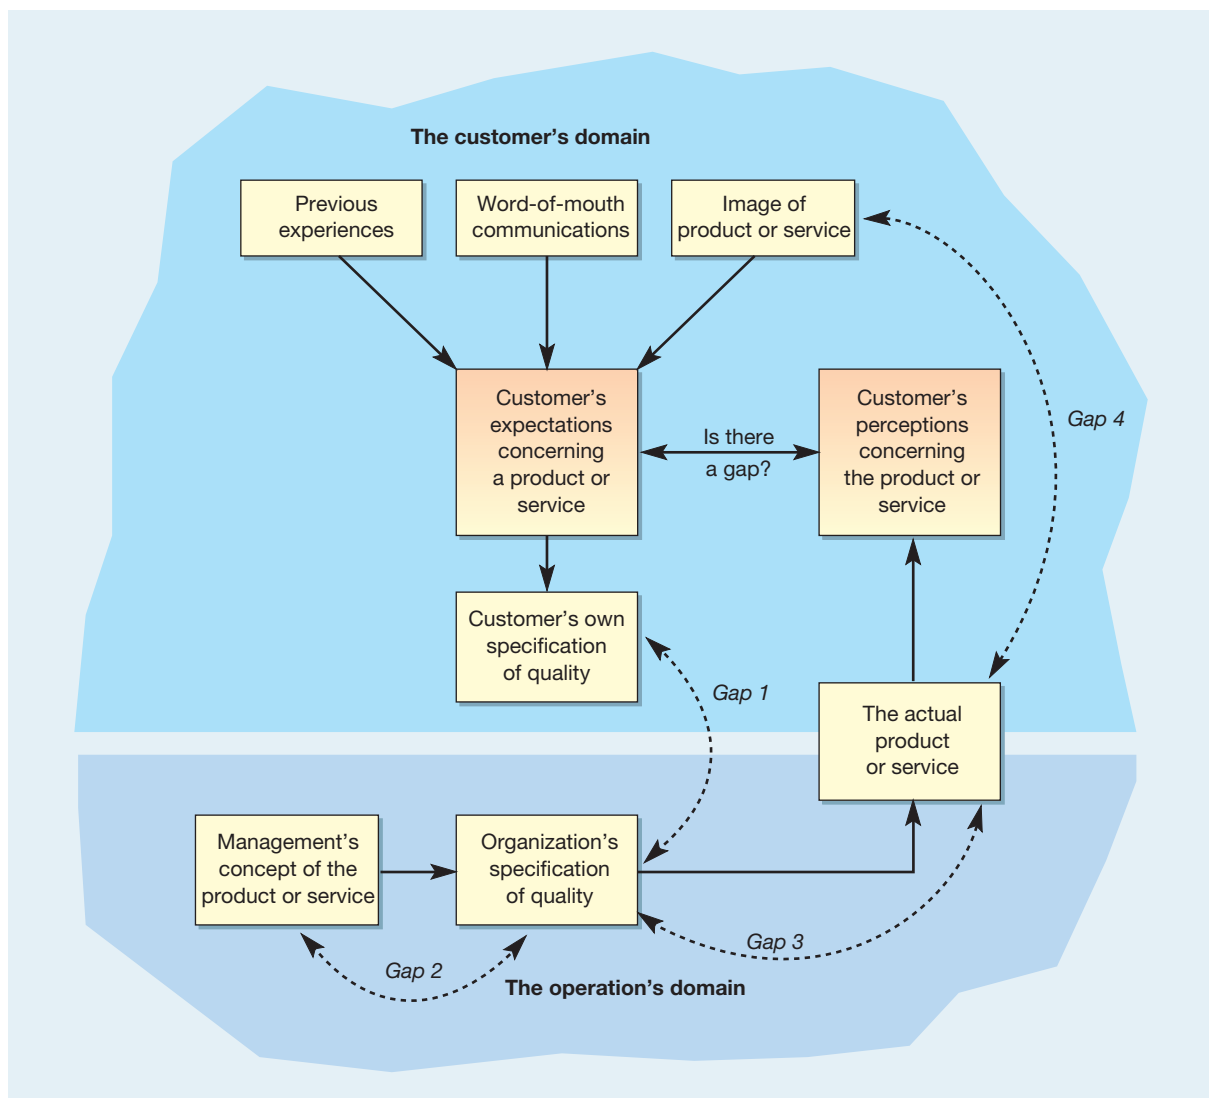 The customer's domain
Previous
experiences
Word-of-mouth
communications
Image of
product or service
Customer's
expectations
concerning
a product or
service
Is there
a gap?
Customer's
perceptions
concerning
the product or
service
Gap 4
Customer's own
specification
of quality
Gap 1
The actual
product
or service
Management's
concept of the
product or service
Organization's
specification
of quality
Gap 2
Gap 3
The operation's domain